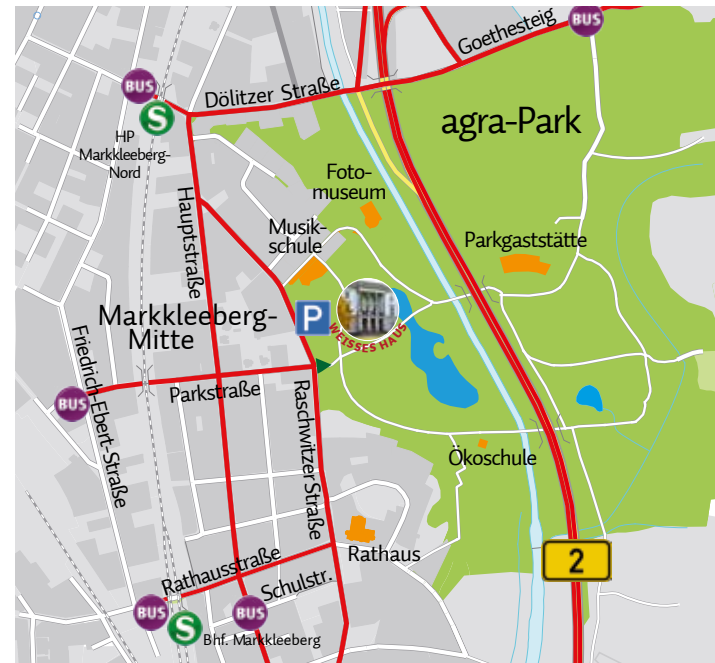 BUS
Goethesteig
BUS
Dölitzer Straße
S
HP
Markkleeberg-
Nord
agra-Park
Foto-
museum
Hauptstraße
Musik-
schule
Parkgaststätte
P
Markkleeberg-
Mitte
WEISSES HAUS
Friedrich-Ebert-Straße
BUS
Parkstraße
Raschwitzer Straße
Ökoschule
Rathaus
2
Rathausstraße
Schulstr.
BUS
S
BUS
Bhf. Markkleeberg